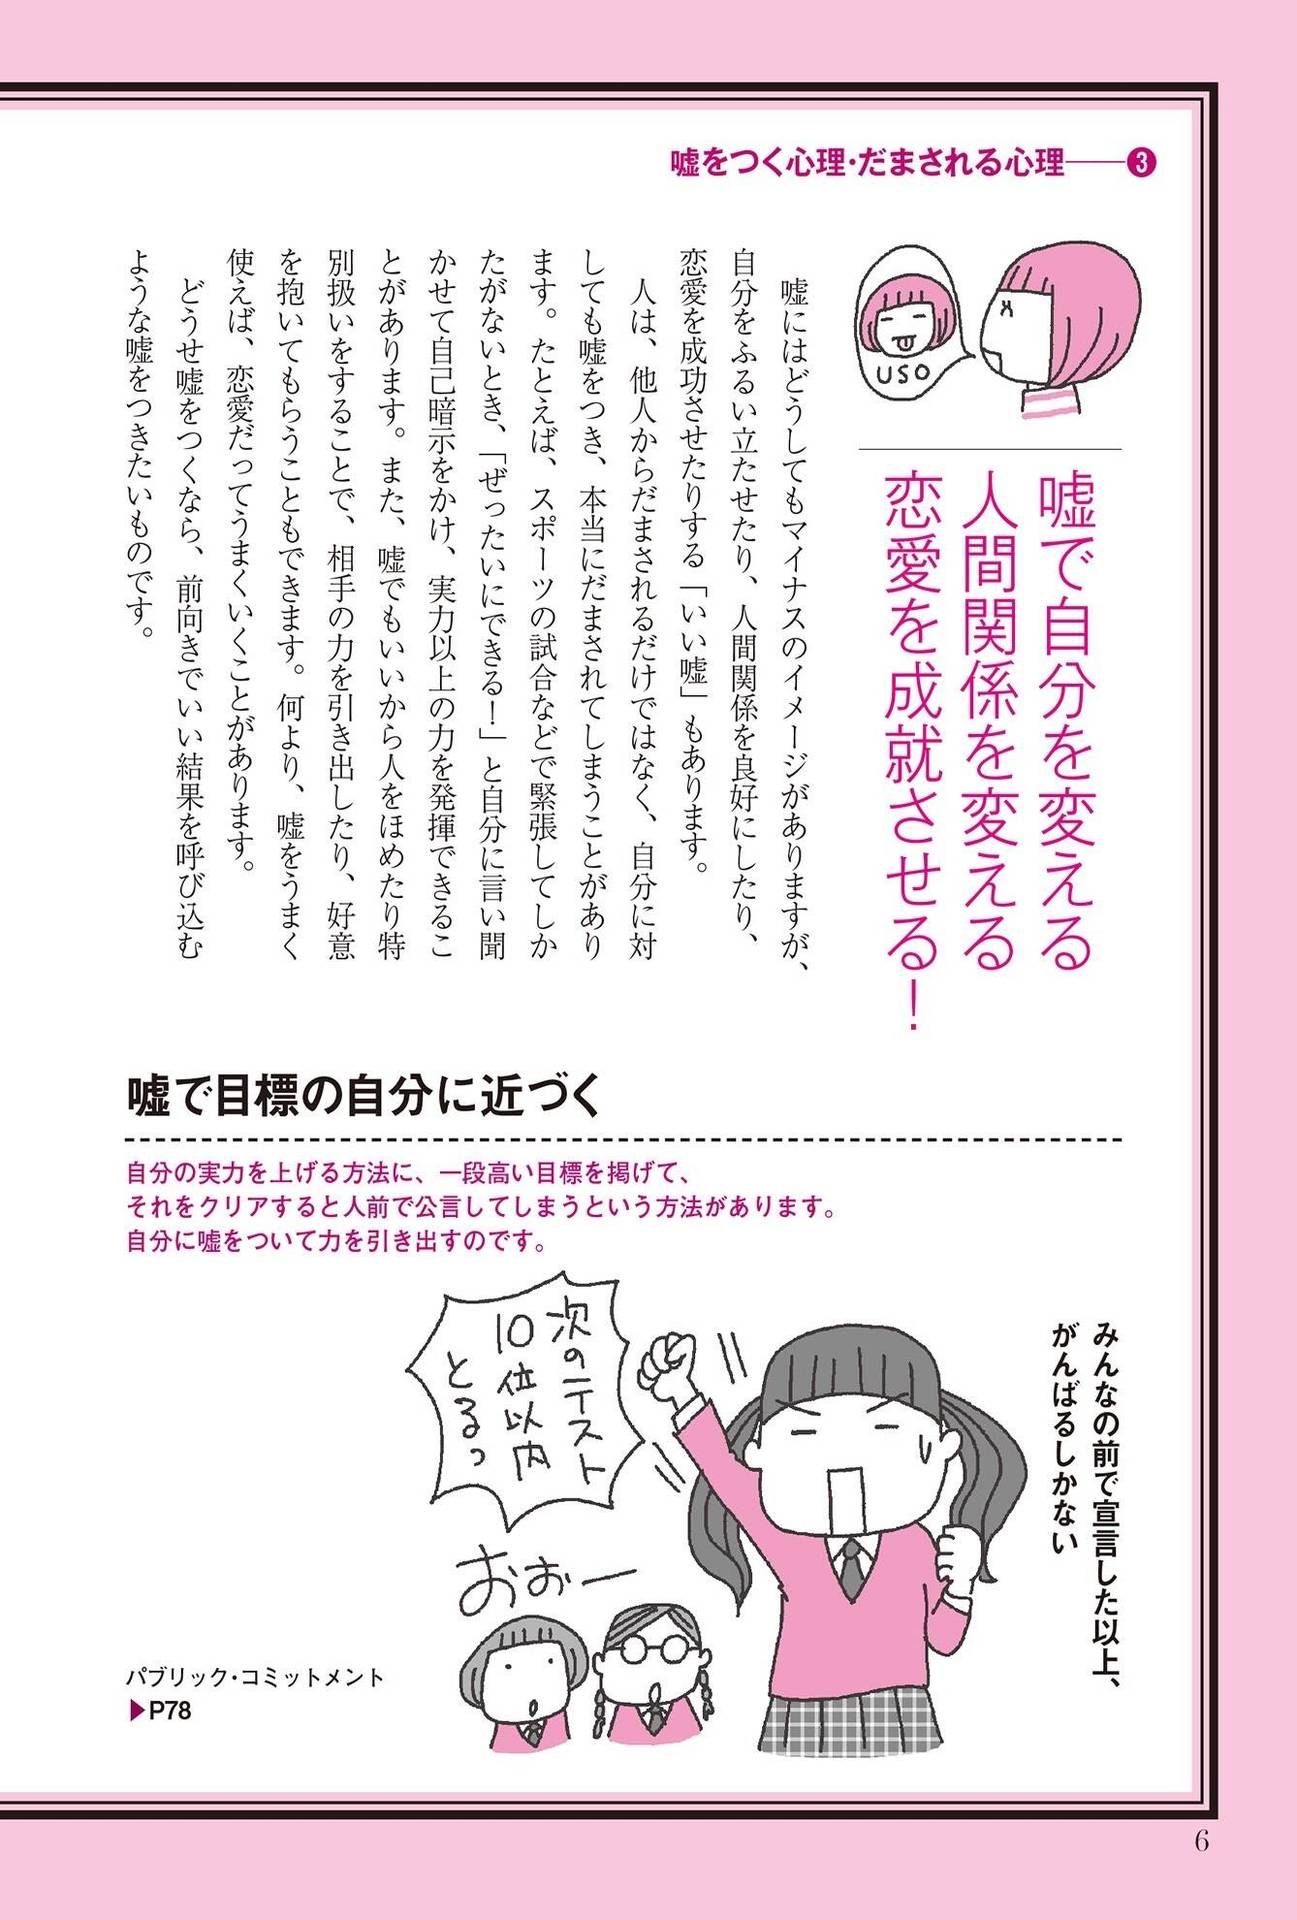 嘘をつく心理・だまされる心理――❸
USO
嘘で自分を変える
人間関係を変える
恋愛を成就させる！
嘘にはどうしてもマイナスのイメージがありますが、
自分をふるい立たせたり、人間関係を良好にしたり、
恋愛を成功させたりする「いい嘘」もあります。
人は、他人からだまされるだけではなく、自分に対
しても嘘をつき、本当にだまされてしまうことがあり
ます。たとえば、スポーツの試合などで緊張してしか
たがないとき、「ぜったいにできる！」と自分に言い聞
かせて自己暗示をかけ、実力以上の力を発揮できるこ
とがあります。また、嘘でもいいから人をほめたり特
別扱いをすることで、相手の力を引き出したり、好意
を抱いてもらうこともできます。何より、嘘をうまく
使えば、恋愛だってうまくいくことがあります。
どうせ嘘をつくなら、前向きでいい結果を呼び込む
ような嘘をつきたいものです。
嘘で目標の自分に近づく
自分の実力を上げる方法に、一段高い目標を掲げて、
それをクリアすると人前で公言してしまうという方法があります。
自分に嘘をついて力を引き出すのです。
みんなの前で宣言した以上、
がんばるしかない
次のテスト
10位以内
とるっ
おおー
パブリック・コミットメント
▶P78
6